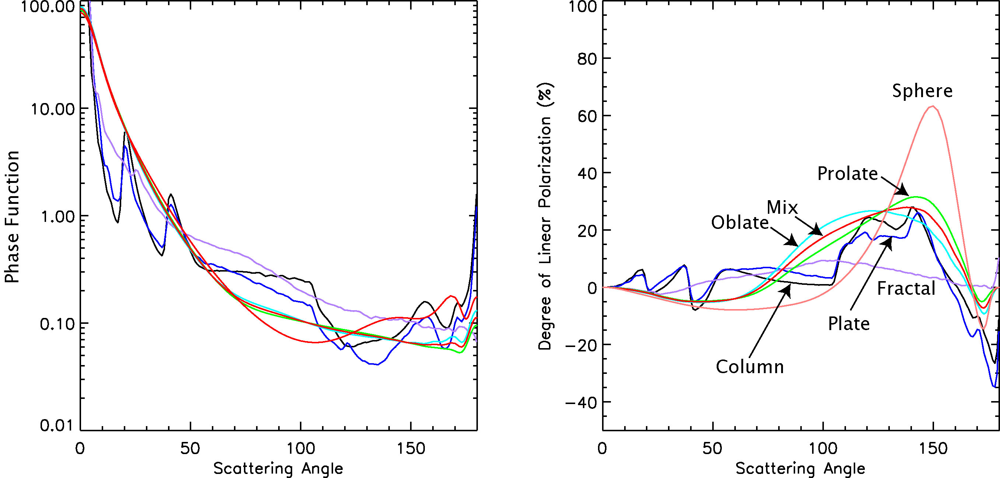 100.00
10.00
1.00
0.10
0.01
Phase Function
0 50 100 150
Scattering Angle
100
80
60
40
20
0
−20
−40
Degree of Linear Polarization (%)
Sphere
Prolate
Mix
Oblate
Fractal
Plate
Column
0 50 100 150
Scattering Angle